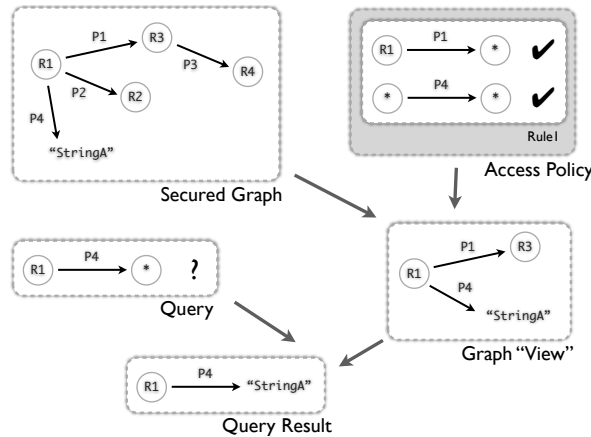 P1
R3
R1
P3
R4
P2
R2
P4
“StringA”
Secured Graph
R1
P1
*
✔
*
P4
*
✔
Rule1
Access Policy
R1
P4
*
?
Query
P1
R3
R1
P4
“StringA”
Graph “View”
R1
P4
“StringA”
Query Result